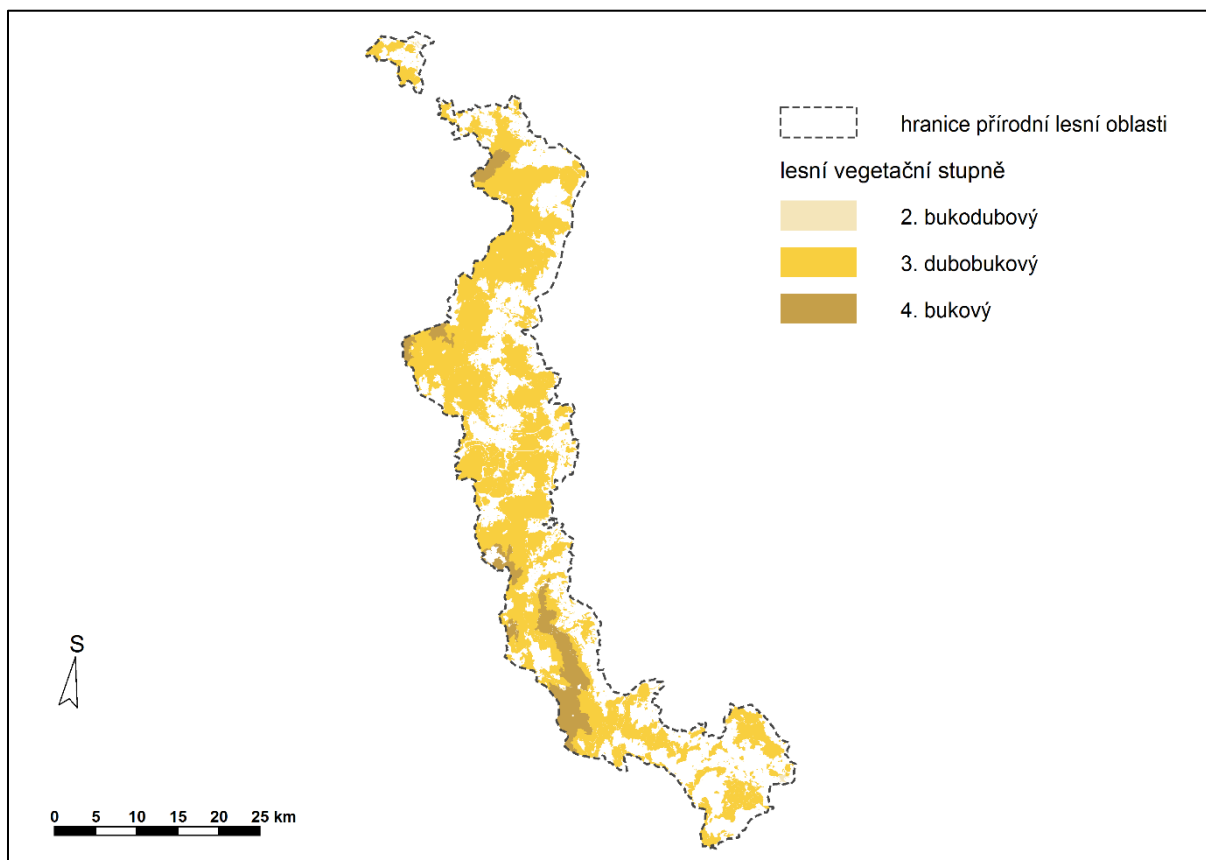 hranice přírodní lesní oblasti
lesní vegetační stupně
2. bukodubový
3. dubobukový
4. bukový
S
0 5 10 15 20 25 km